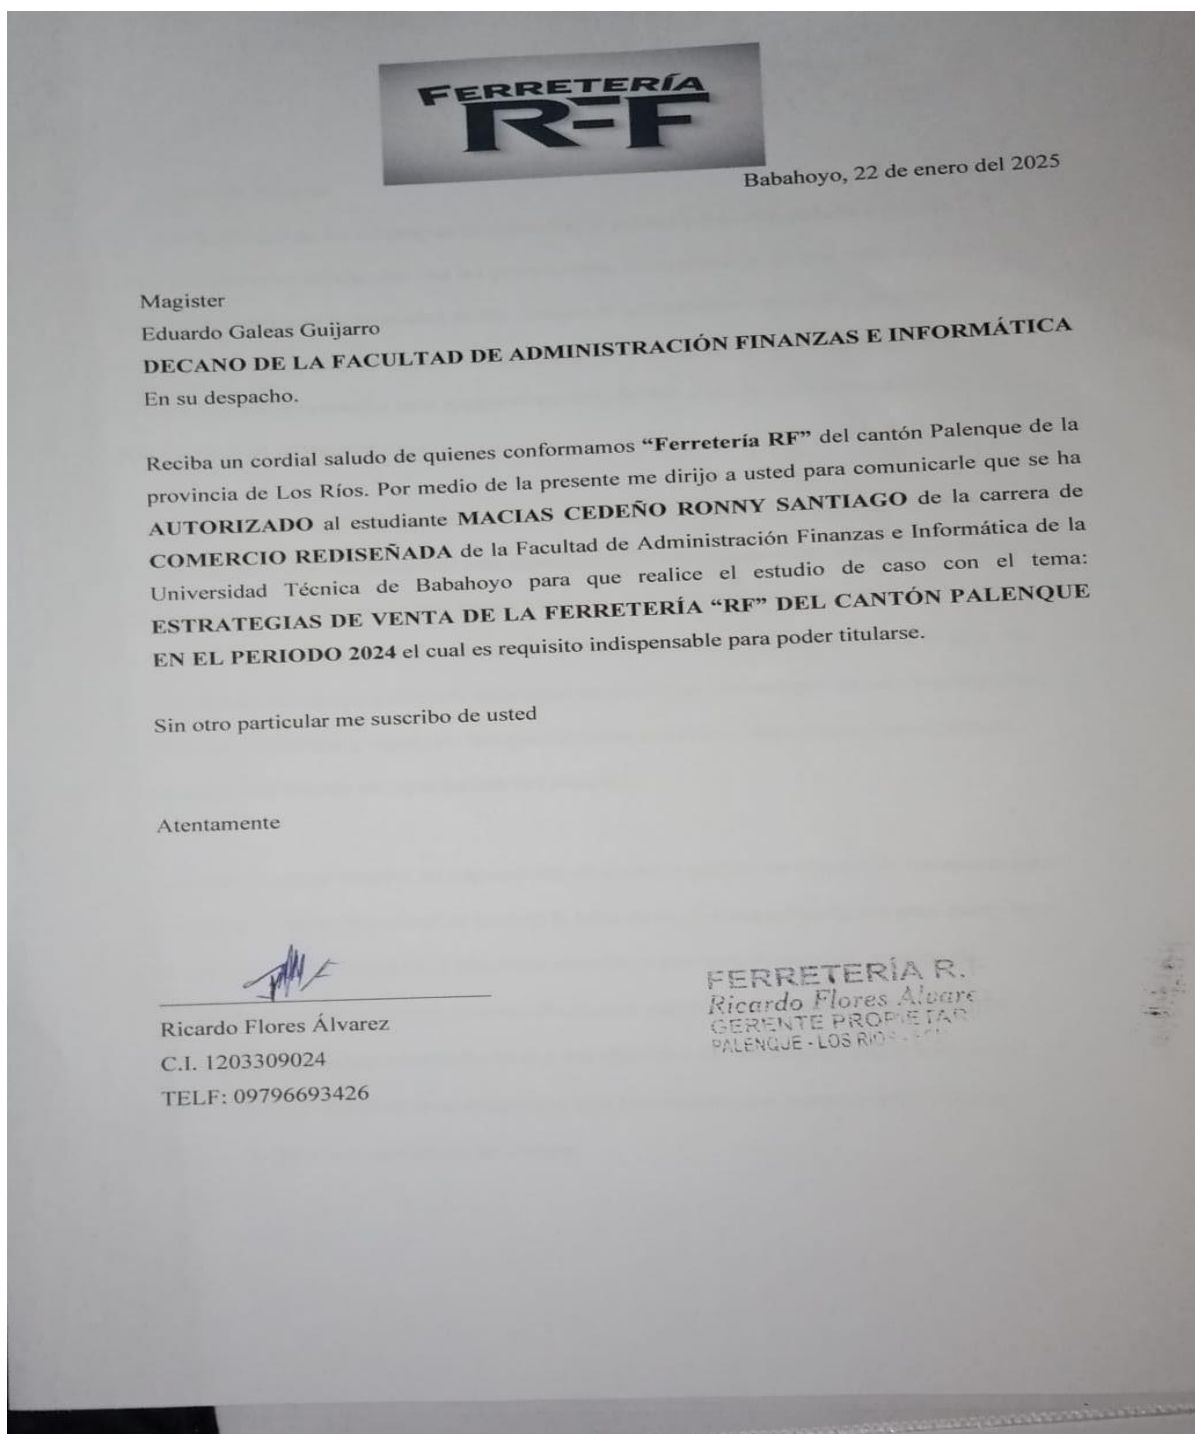 FERRETERÍA
RF
Babahoyo, 22 de enero del 2025
Magister
Eduardo Galeas Guijarro
DECANO DE LA FACULTAD DE ADMINISTRACIÓN FINANZAS E INFORMÁTICA
En su despacho.
Reciba un cordial saludo de quienes conformamos “Ferretería RF” del cantón Palenque de la
provincia de Los Ríos. Por medio de la presente me dirijo a usted para comunicarle que se ha
AUTORIZADO al estudiante MACIAS CEDEÑO RONNY SANTIAGO de la carrera de
COMERCIO REDISEÑADA de la Facultad de Administración Finanzas e Informática de la
Universidad Técnica de Babahoyo para que realice el estudio de caso con el tema:
ESTRATEGIAS DE VENTA DE LA FERRETERÍA “RF” DEL CANTÓN PALENQUE
EN EL PERIODO 2024 el cual es requisito indispensable para poder titularse.
Sin otro particular me suscribo de usted
Atentamente
Ricardo Flores Álvarez
C.I. 1203309024
TELF: 09796693426
FERRETERÍA R.
Ricardo Flores Alvare
GERENTE PROPIETAR
PALENQUE - LOS RIOS